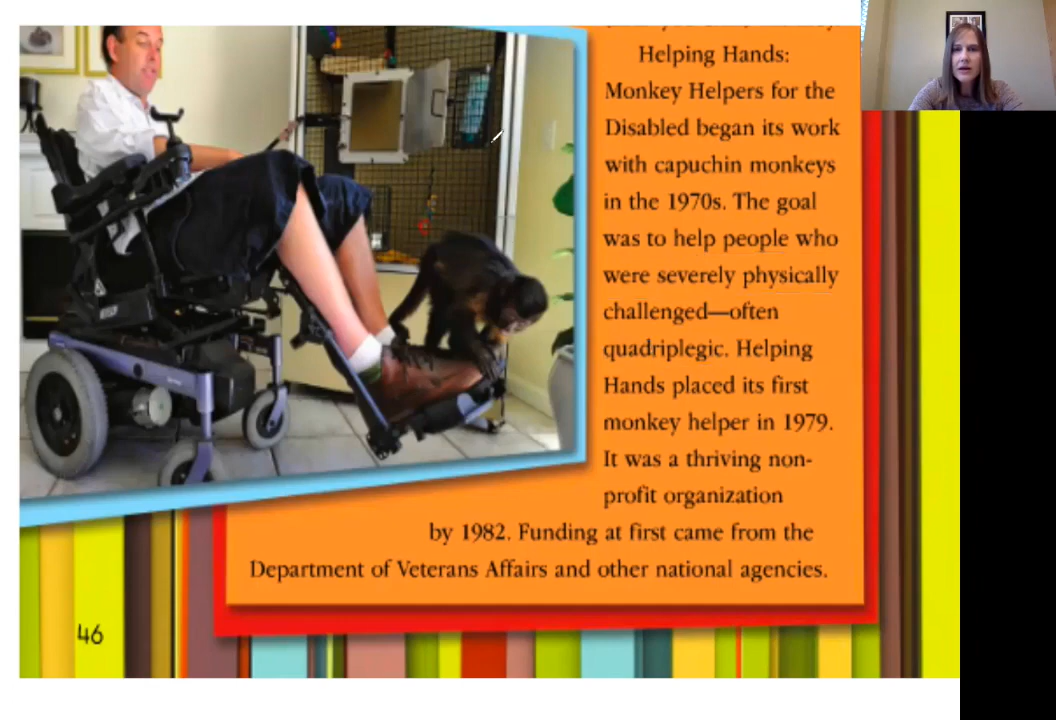 Helping Hands:
Monkey Helpers for the
Disabled began its work
with capuchin monkeys
in the 1970s. The goal
was to help people who
were severely physically
challenged—often
quadriplegic. Helping
Hands placed its first
monkey helper in 1979.
It was a thriving non-
profit organization
by 1982. Funding at first came from the
Department of Veterans Affairs and other national agencies.
46